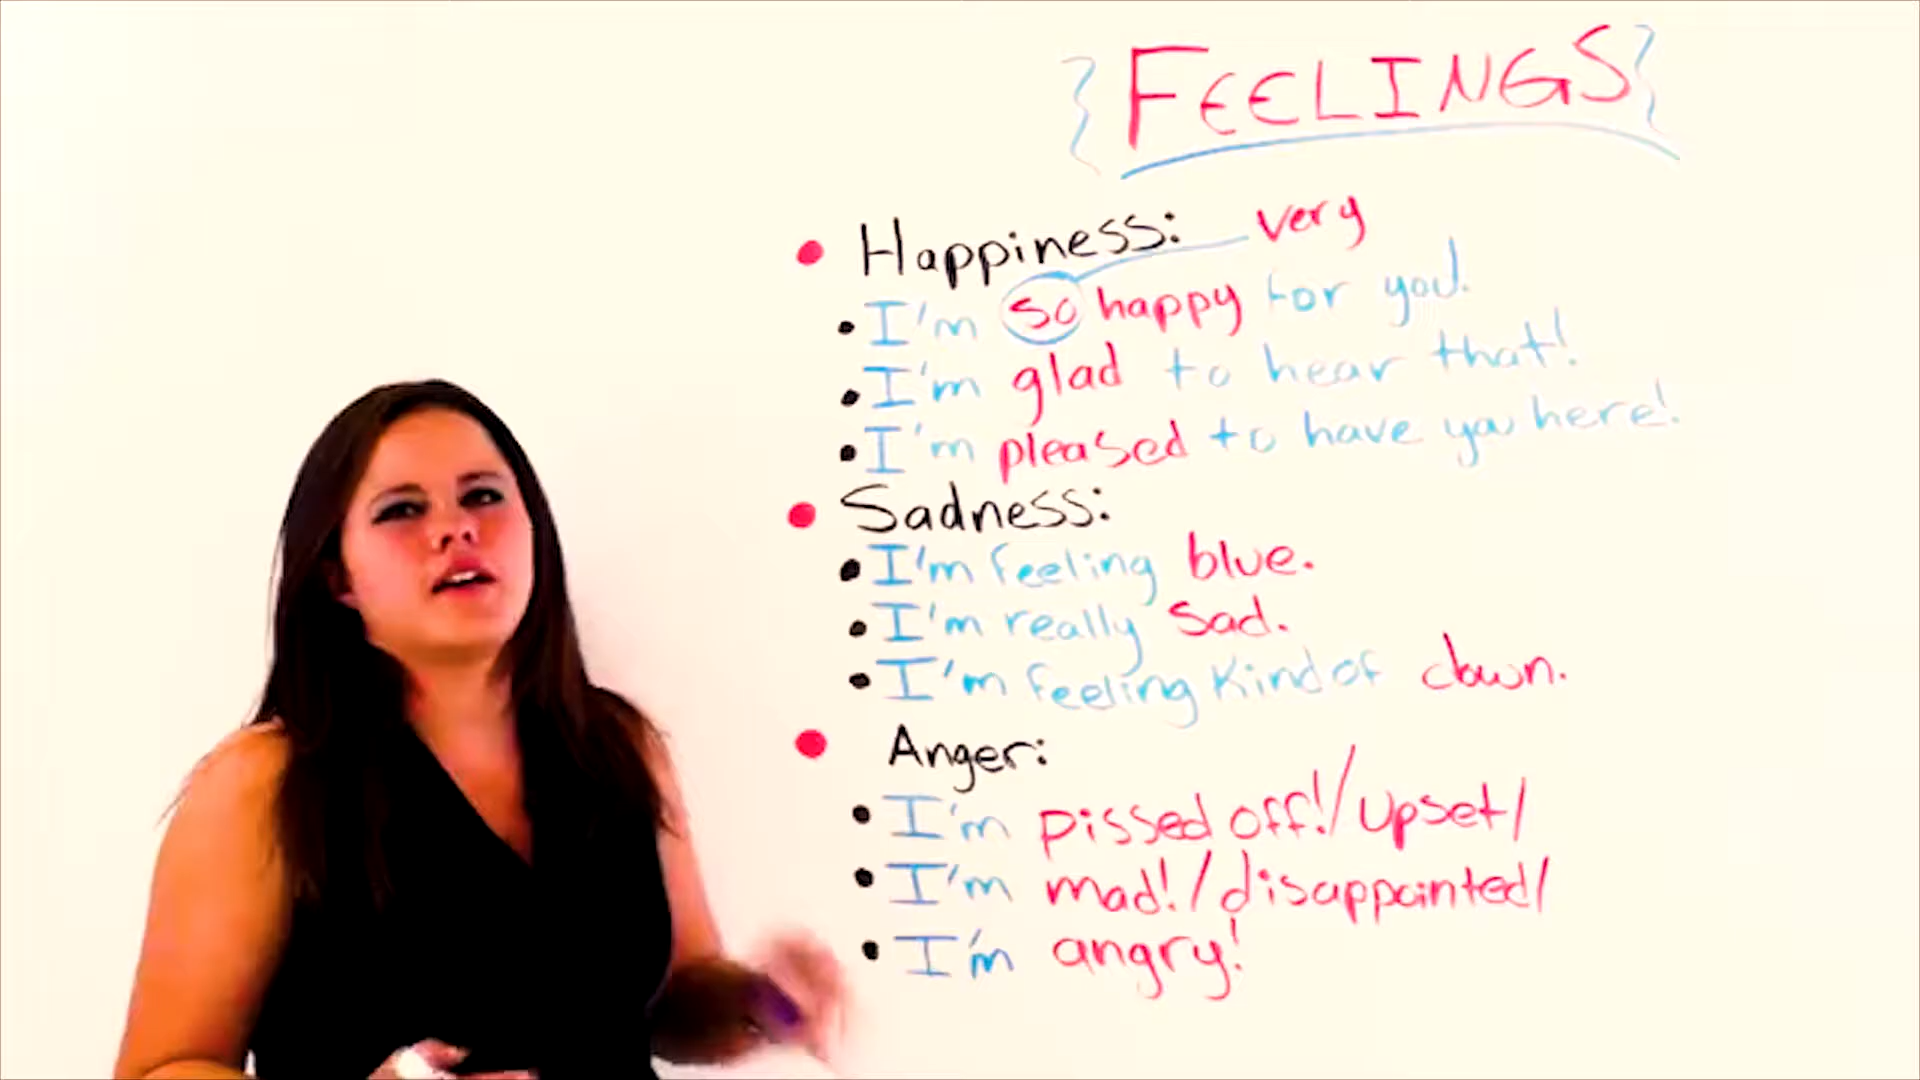 {FEELINGS}
• Happiness: very
• I'm so happy for you!
• I'm glad to hear that!
• I'm pleased to have you here!
• Sadness:
• I'm feeling blue.
• I'm really sad.
• I'm feeling kind of down.
• Anger:
• I'm pissed off!/upset/
• I'm mad!/disappointed/
• I'm angry!